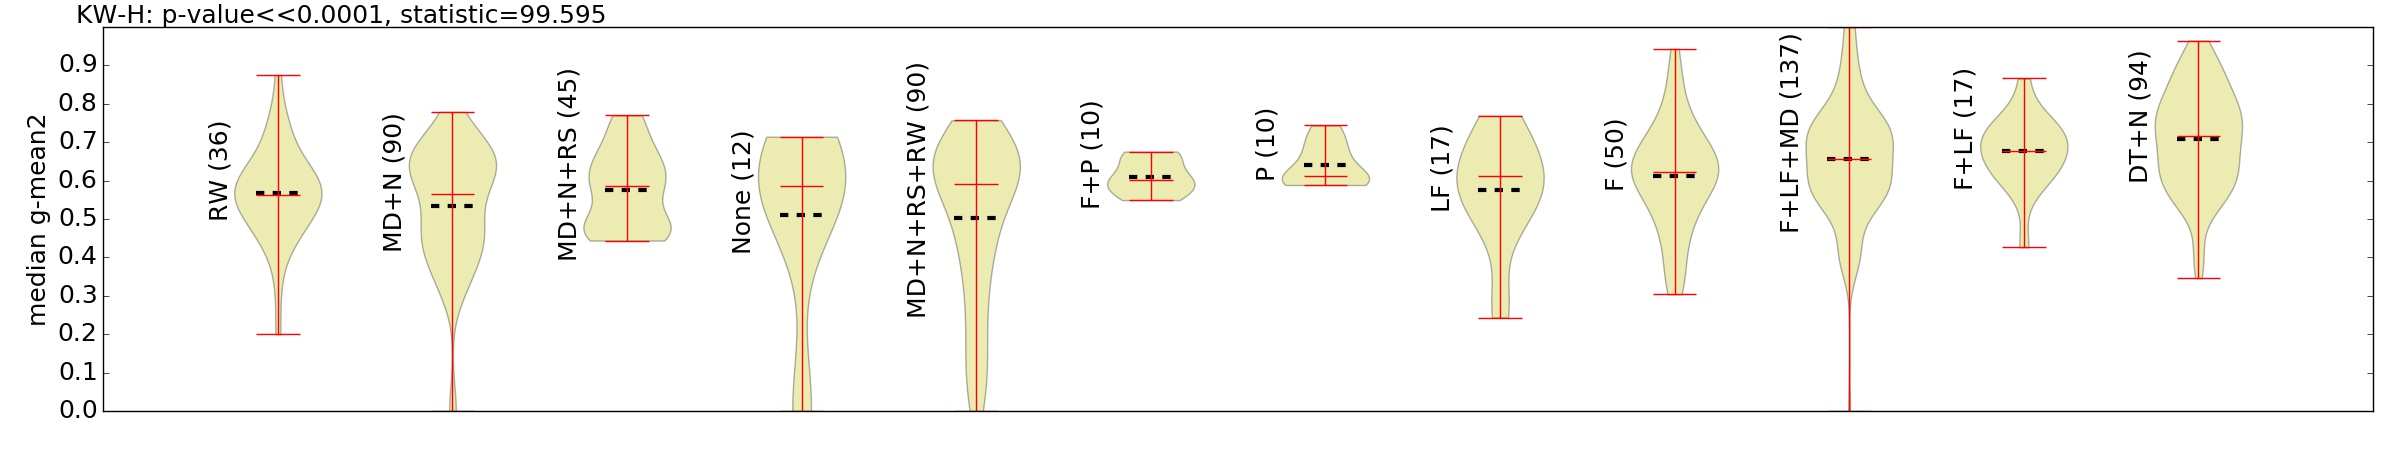 KW-H: p-value<<0.0001, statistic=99.595
median g-mean2
0.9
0.8
0.7
0.6
0.5
0.4
0.3
0.2
0.1
0.0
RW (36)
MD+N (90)
MD+N+RS (45)
None (12)
MD+N+RS+RW (90)
F+P (10)
P (10)
LF (17)
F (50)
F+LF+MD (137)
F+LF (17)
DT+N (94)